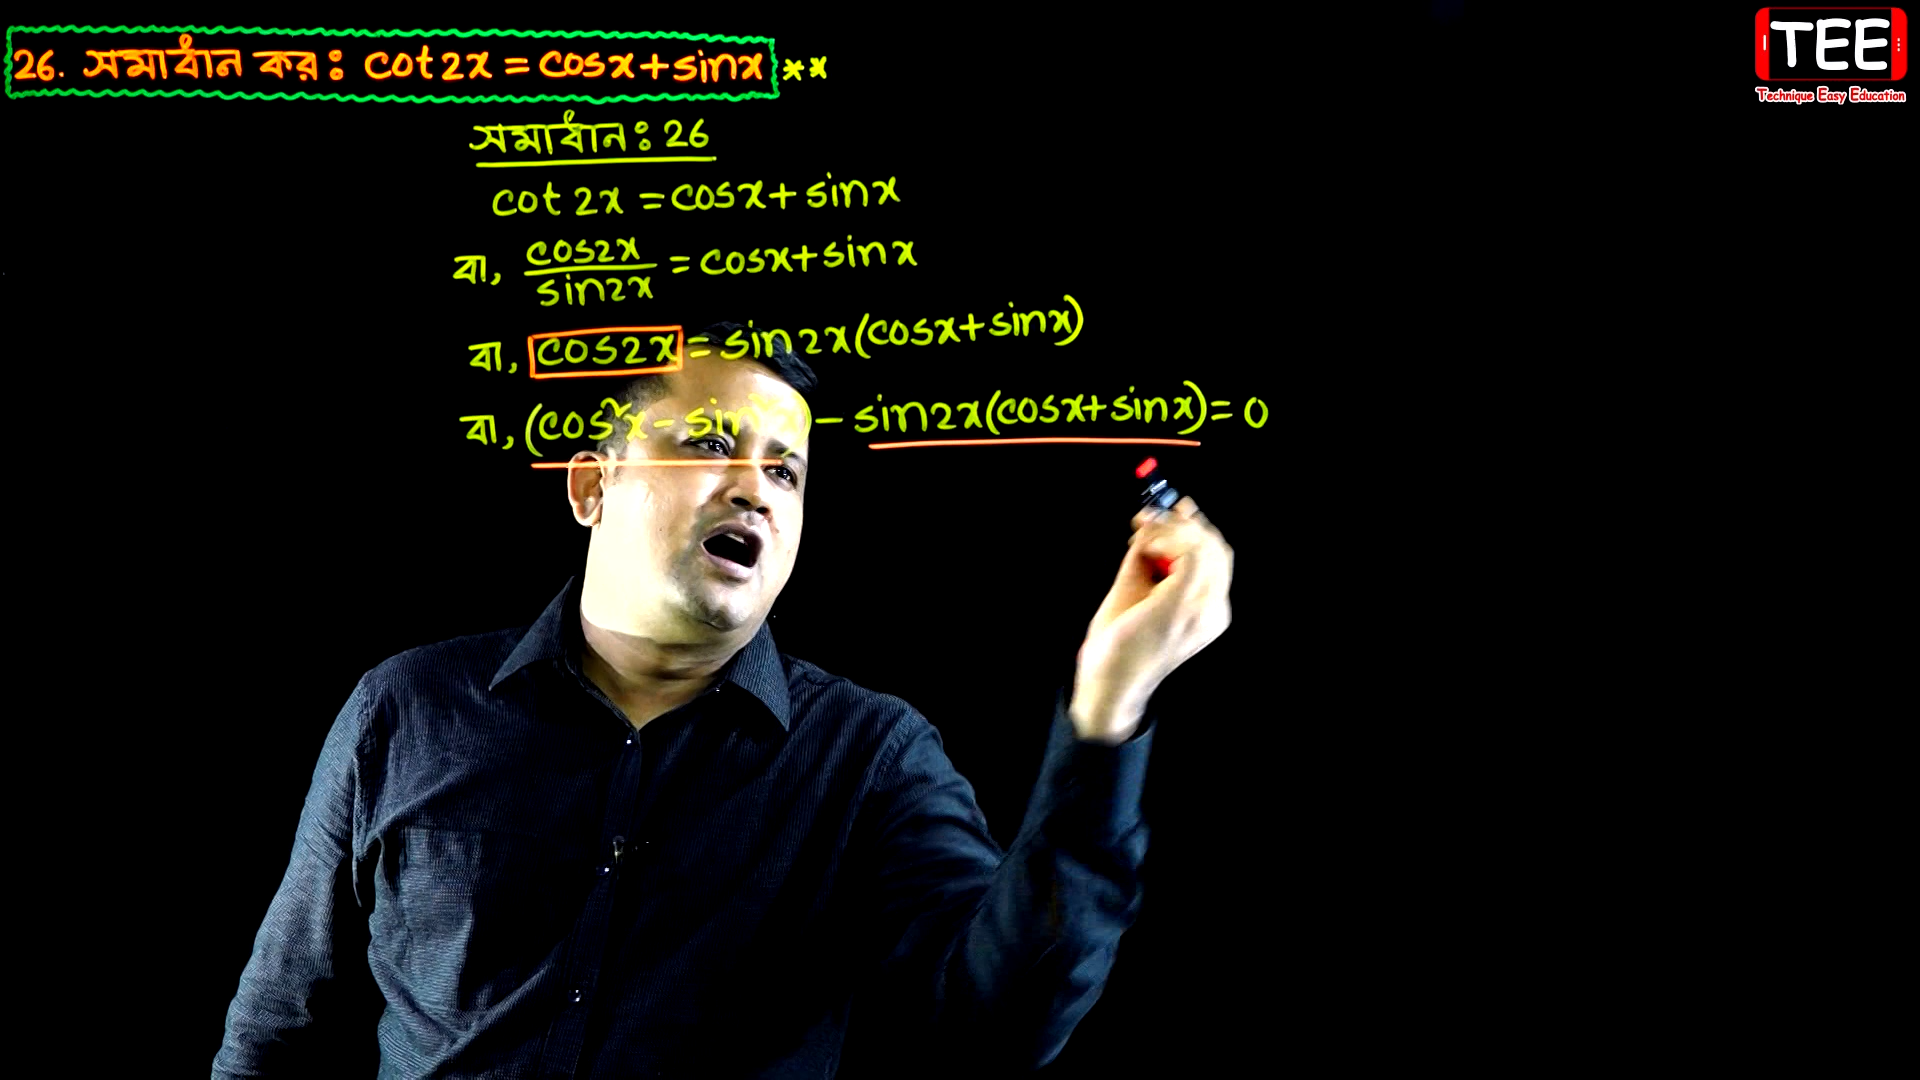 26. সমাধান কর: cot2x = cosx+sinx **
TEE
Technique Easy Education
সমাধান: 26
cot 2x = cosx+ sinx
বা, cos2x/sin2x = cosx+sinx
বা, cos2x = sin2x(cosx+sinx)
বা, (cos²x - sin²x) - sin2x(cosx+sinx) = 0